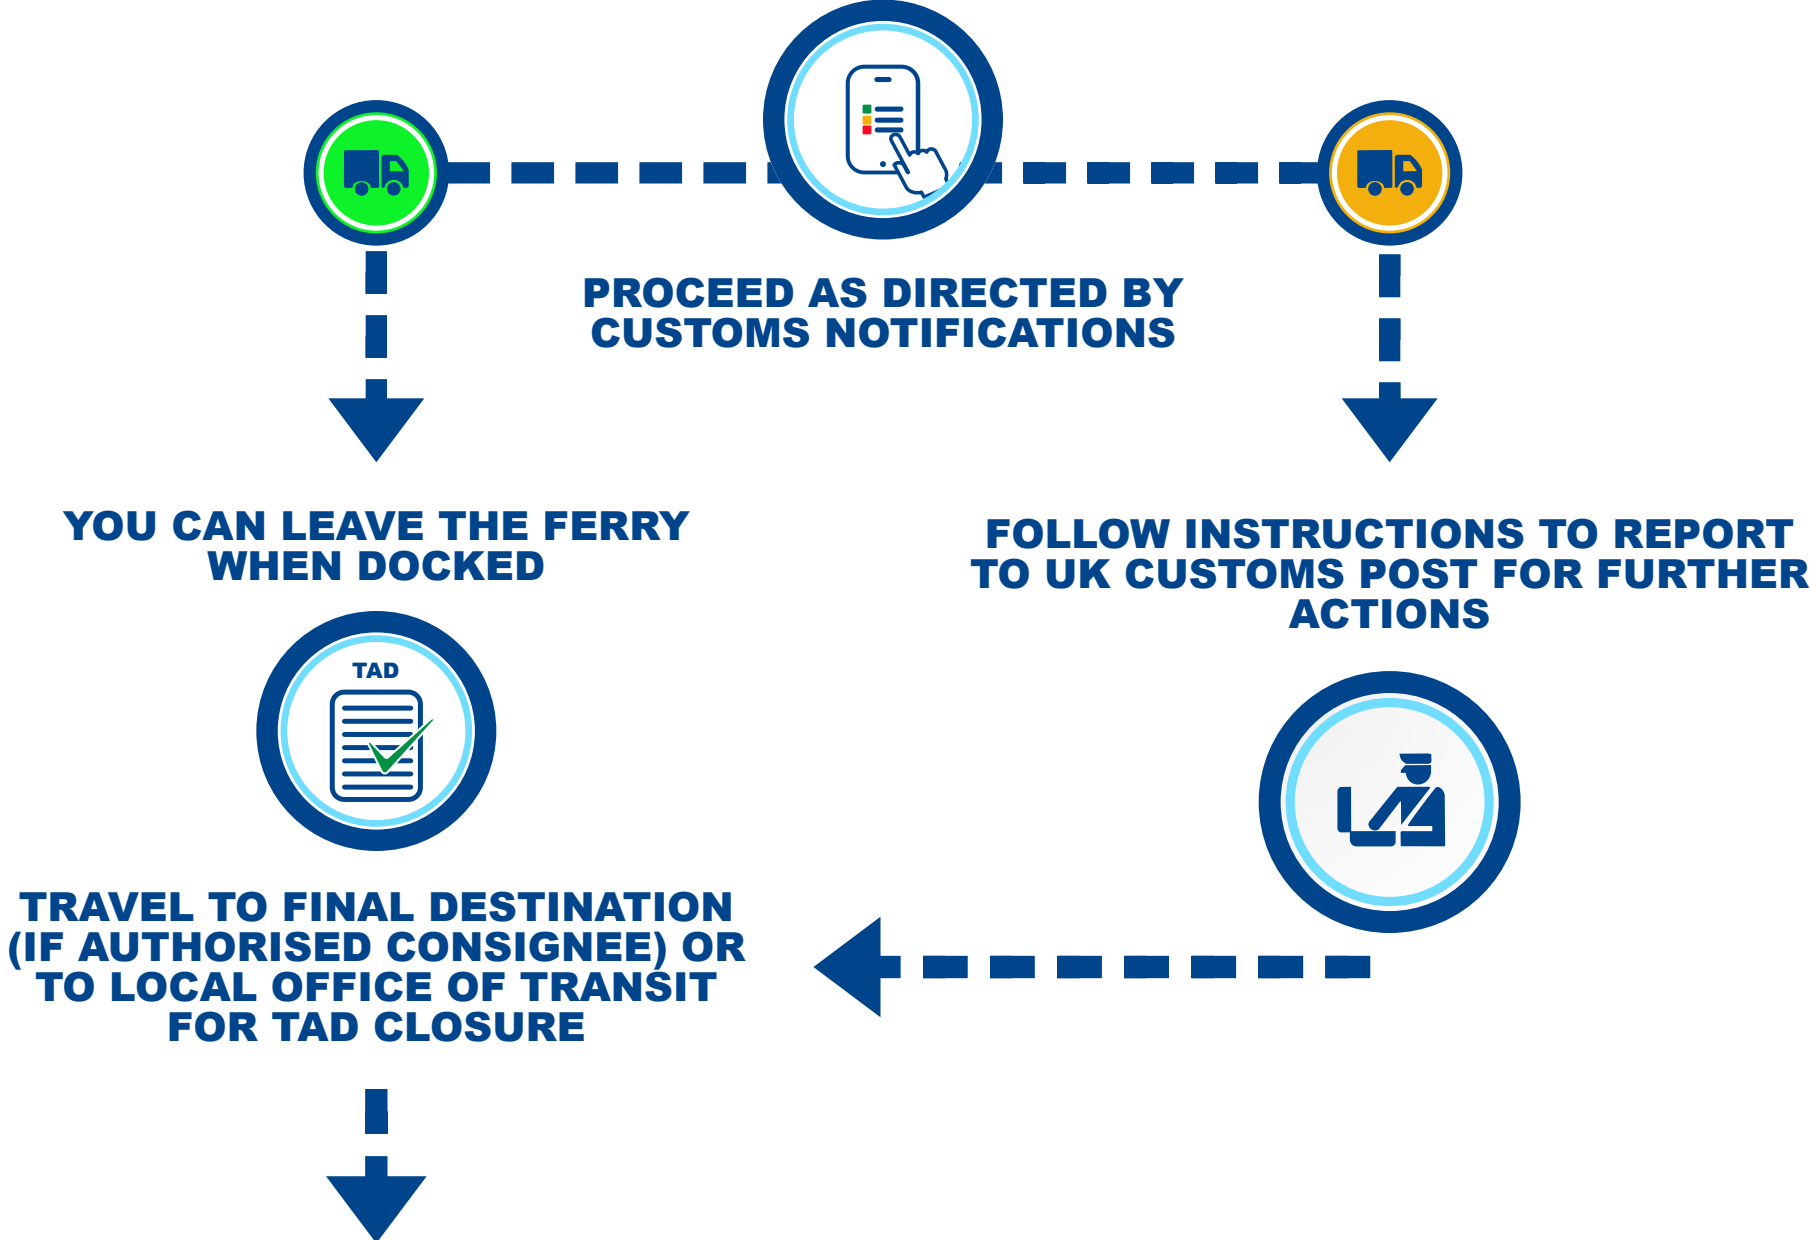 PROCEED AS DIRECTED BY
CUSTOMS NOTIFICATIONS
YOU CAN LEAVE THE FERRY
WHEN DOCKED
FOLLOW INSTRUCTIONS TO REPORT
TO UK CUSTOMS POST FOR FURTHER
ACTIONS
TAD
TRAVEL TO FINAL DESTINATION
(IF AUTHORISED CONSIGNEE) OR
TO LOCAL OFFICE OF TRANSIT
FOR TAD CLOSURE